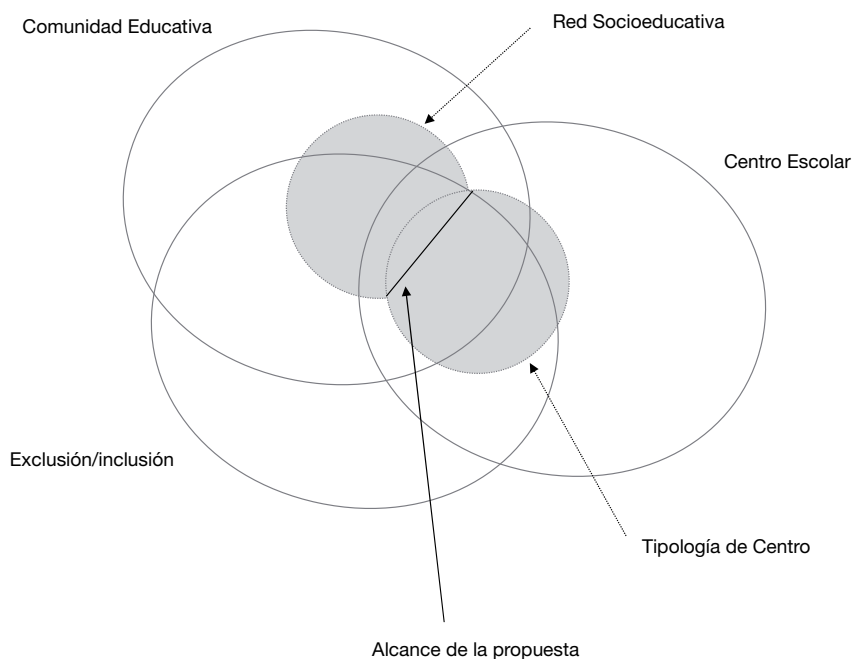 Comunidad Educativa
Red Socioeducativa
Centro Escolar
Exclusión/inclusión
Tipología de Centro
Alcance de la propuesta